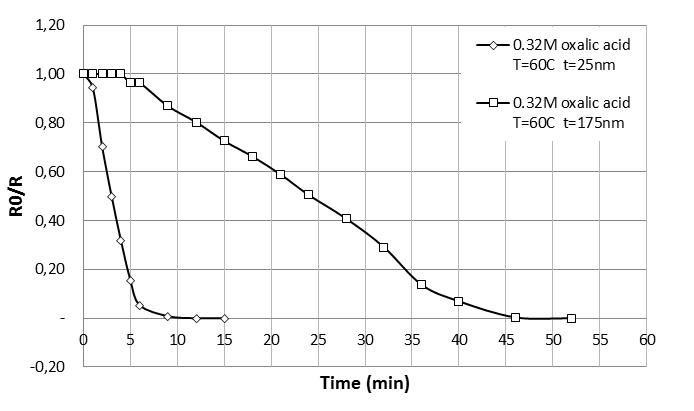 1,20
1,00
0,80
0,60
0,40
0,20
-
-0,20
R0/R
0 5 10 15 20 25 30 35 40 45 50 55 60
Time (min)
0.32M oxalic acid
T=60C t=25nm
0.32M oxalic acid
T=60C t=175nm